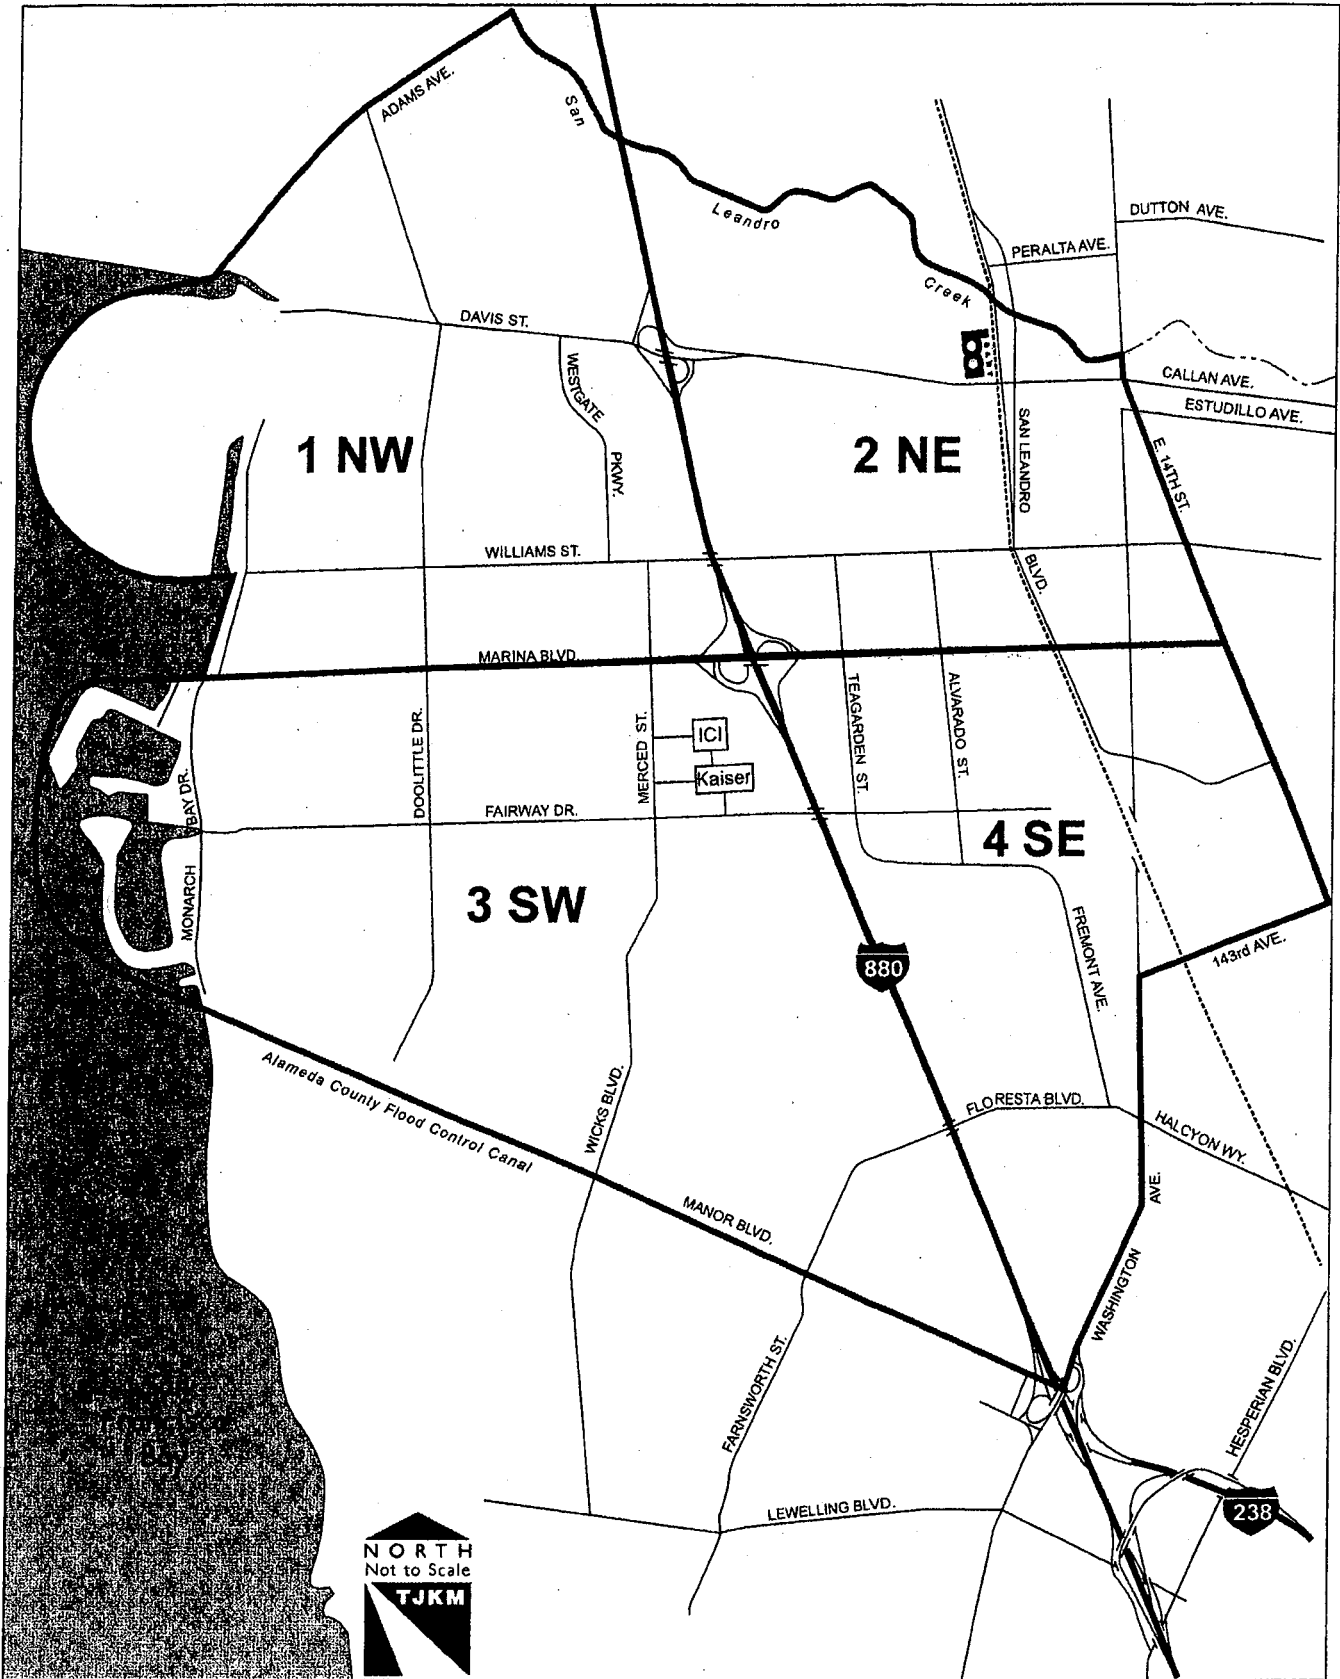 ADAMS AVE.
San
Leandro
Creek
DUTTON AVE.
PERALTA AVE.
DAVIS ST.
WESTGATE
PKWY.
CALLAN AVE.
ESTUDILLO AVE.
SAN LEANDRO
BLVD.
E. 14TH ST.
1 NW
2 NE
WILLIAMS ST.
MARINA BLVD.
DOOLITTLE DR.
MERCED ST.
ICI
Kaiser
TEAGARDEN ST.
ALVARADO ST.
MONARCH
BAY DR.
FAIRWAY DR.
4 SE
3 SW
880
FREMONT AVE.
143rd AVE.
Alameda County Flood Control Canal
WICKS BLVD.
FLORESTA BLVD.
HALCYON WY.
MANOR BLVD.
WASHINGTON
AVE.
FARNSWORTH ST.
HESPERIAN BLVD.
Francisco
Bay
LEWELLING BLVD.
238
NORTH
Not to Scale
TJKM